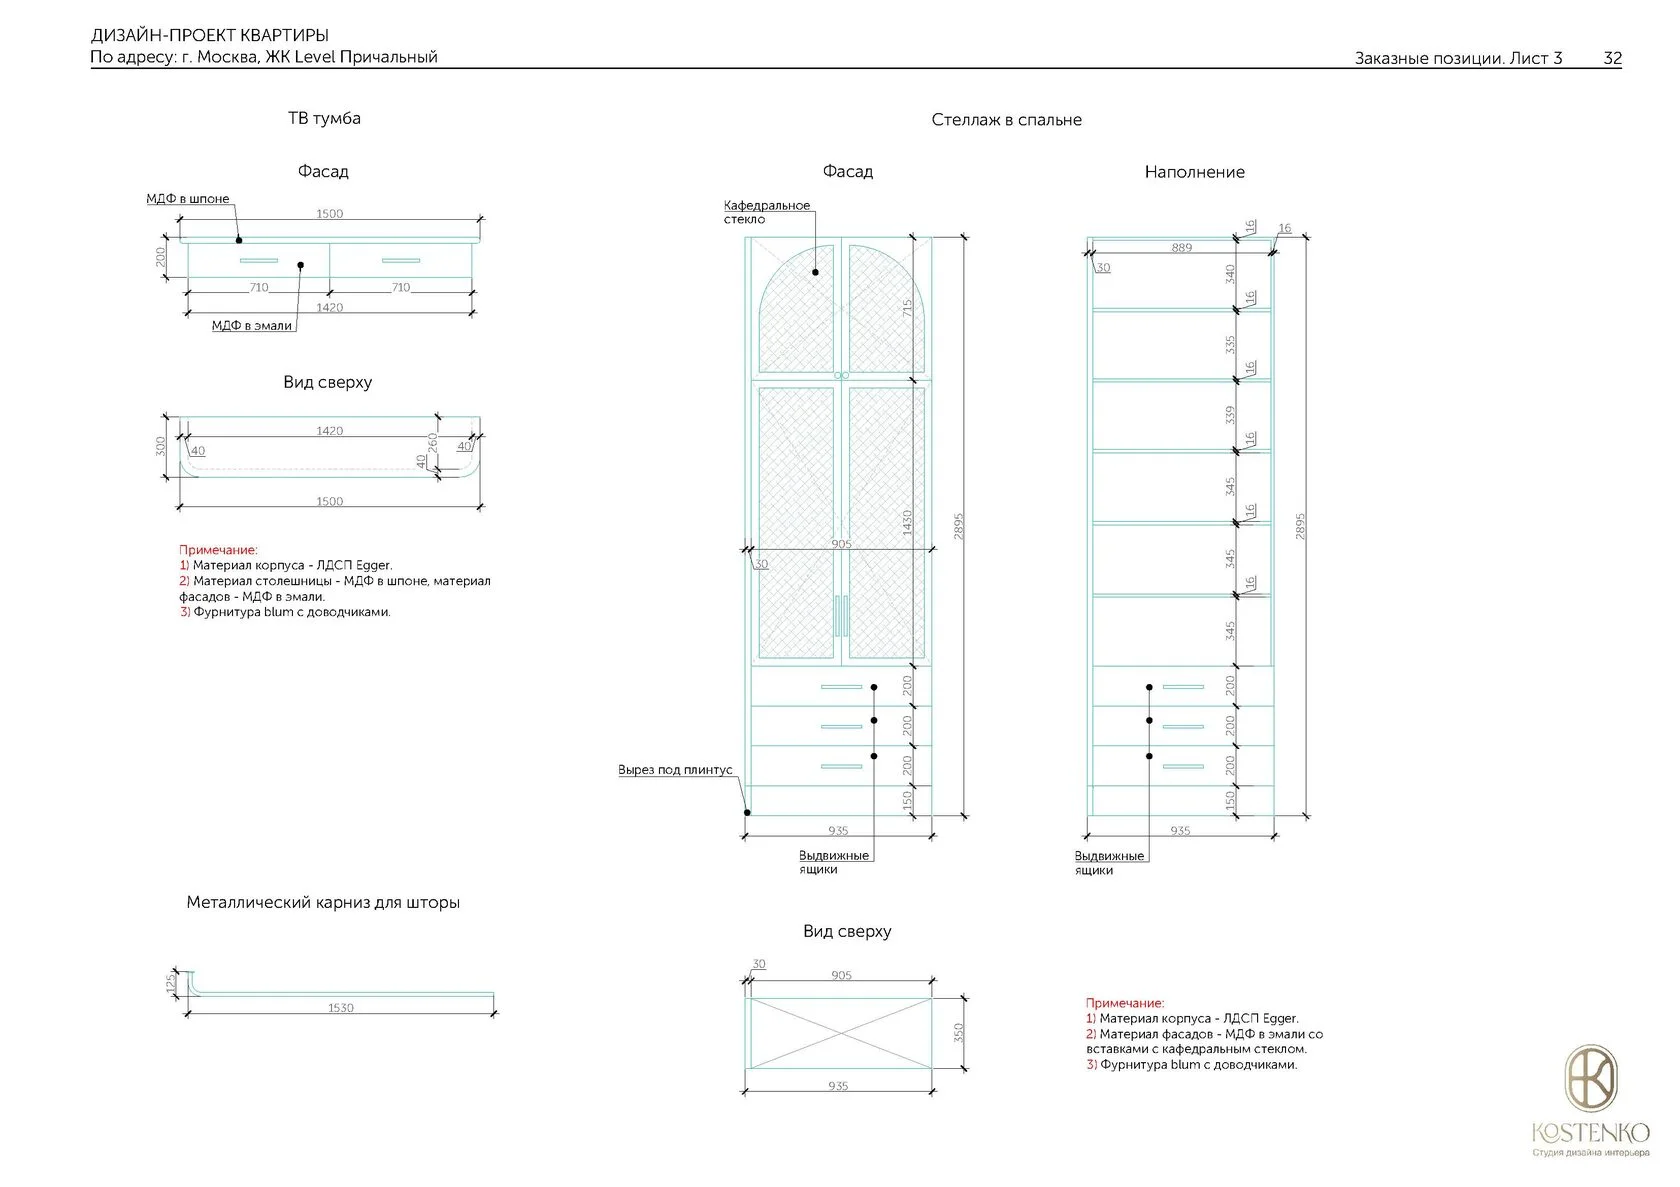 ДИЗАЙН-ПРОЕКТ КВАРТИРЫ
По адресу: г. Москва, ЖК Level Причальный
Заказные позиции. Лист 3 32
ТВ тумба
Фасад
МДФ в шпоне
1500
200
710 710
1420
МДФ в эмали
Вид сверху
300
1420
40
260
40
40
1500
Примечание:
1) Материал корпуса - ЛДСП Egger.
2) Материал столешницы - МДФ в шпоне, материал
фасадов - МДФ в эмали.
3) Фурнитура blum с доводчиками.
Металлический карниз для шторы
125
1530
Стеллаж в спальне
Фасад
Кафедральное
стекло
715
1430
2895
905
30
200
200
200
150
Вырез под плинтус
935
Выдвижные
ящики
Наполнение
16
16
889
30
340
16
335
16
339
16
345
16
345
16
345
2895
200
200
200
150
935
Выдвижные
ящики
Вид сверху
30
905
350
935
Примечание:
1) Материал корпуса - ЛДСП Egger.
2) Материал фасадов - МДФ в эмали со
вставками с кафедральным стеклом.
3) Фурнитура blum с доводчиками.
KOSTENKO
Студия дизайна интерьера